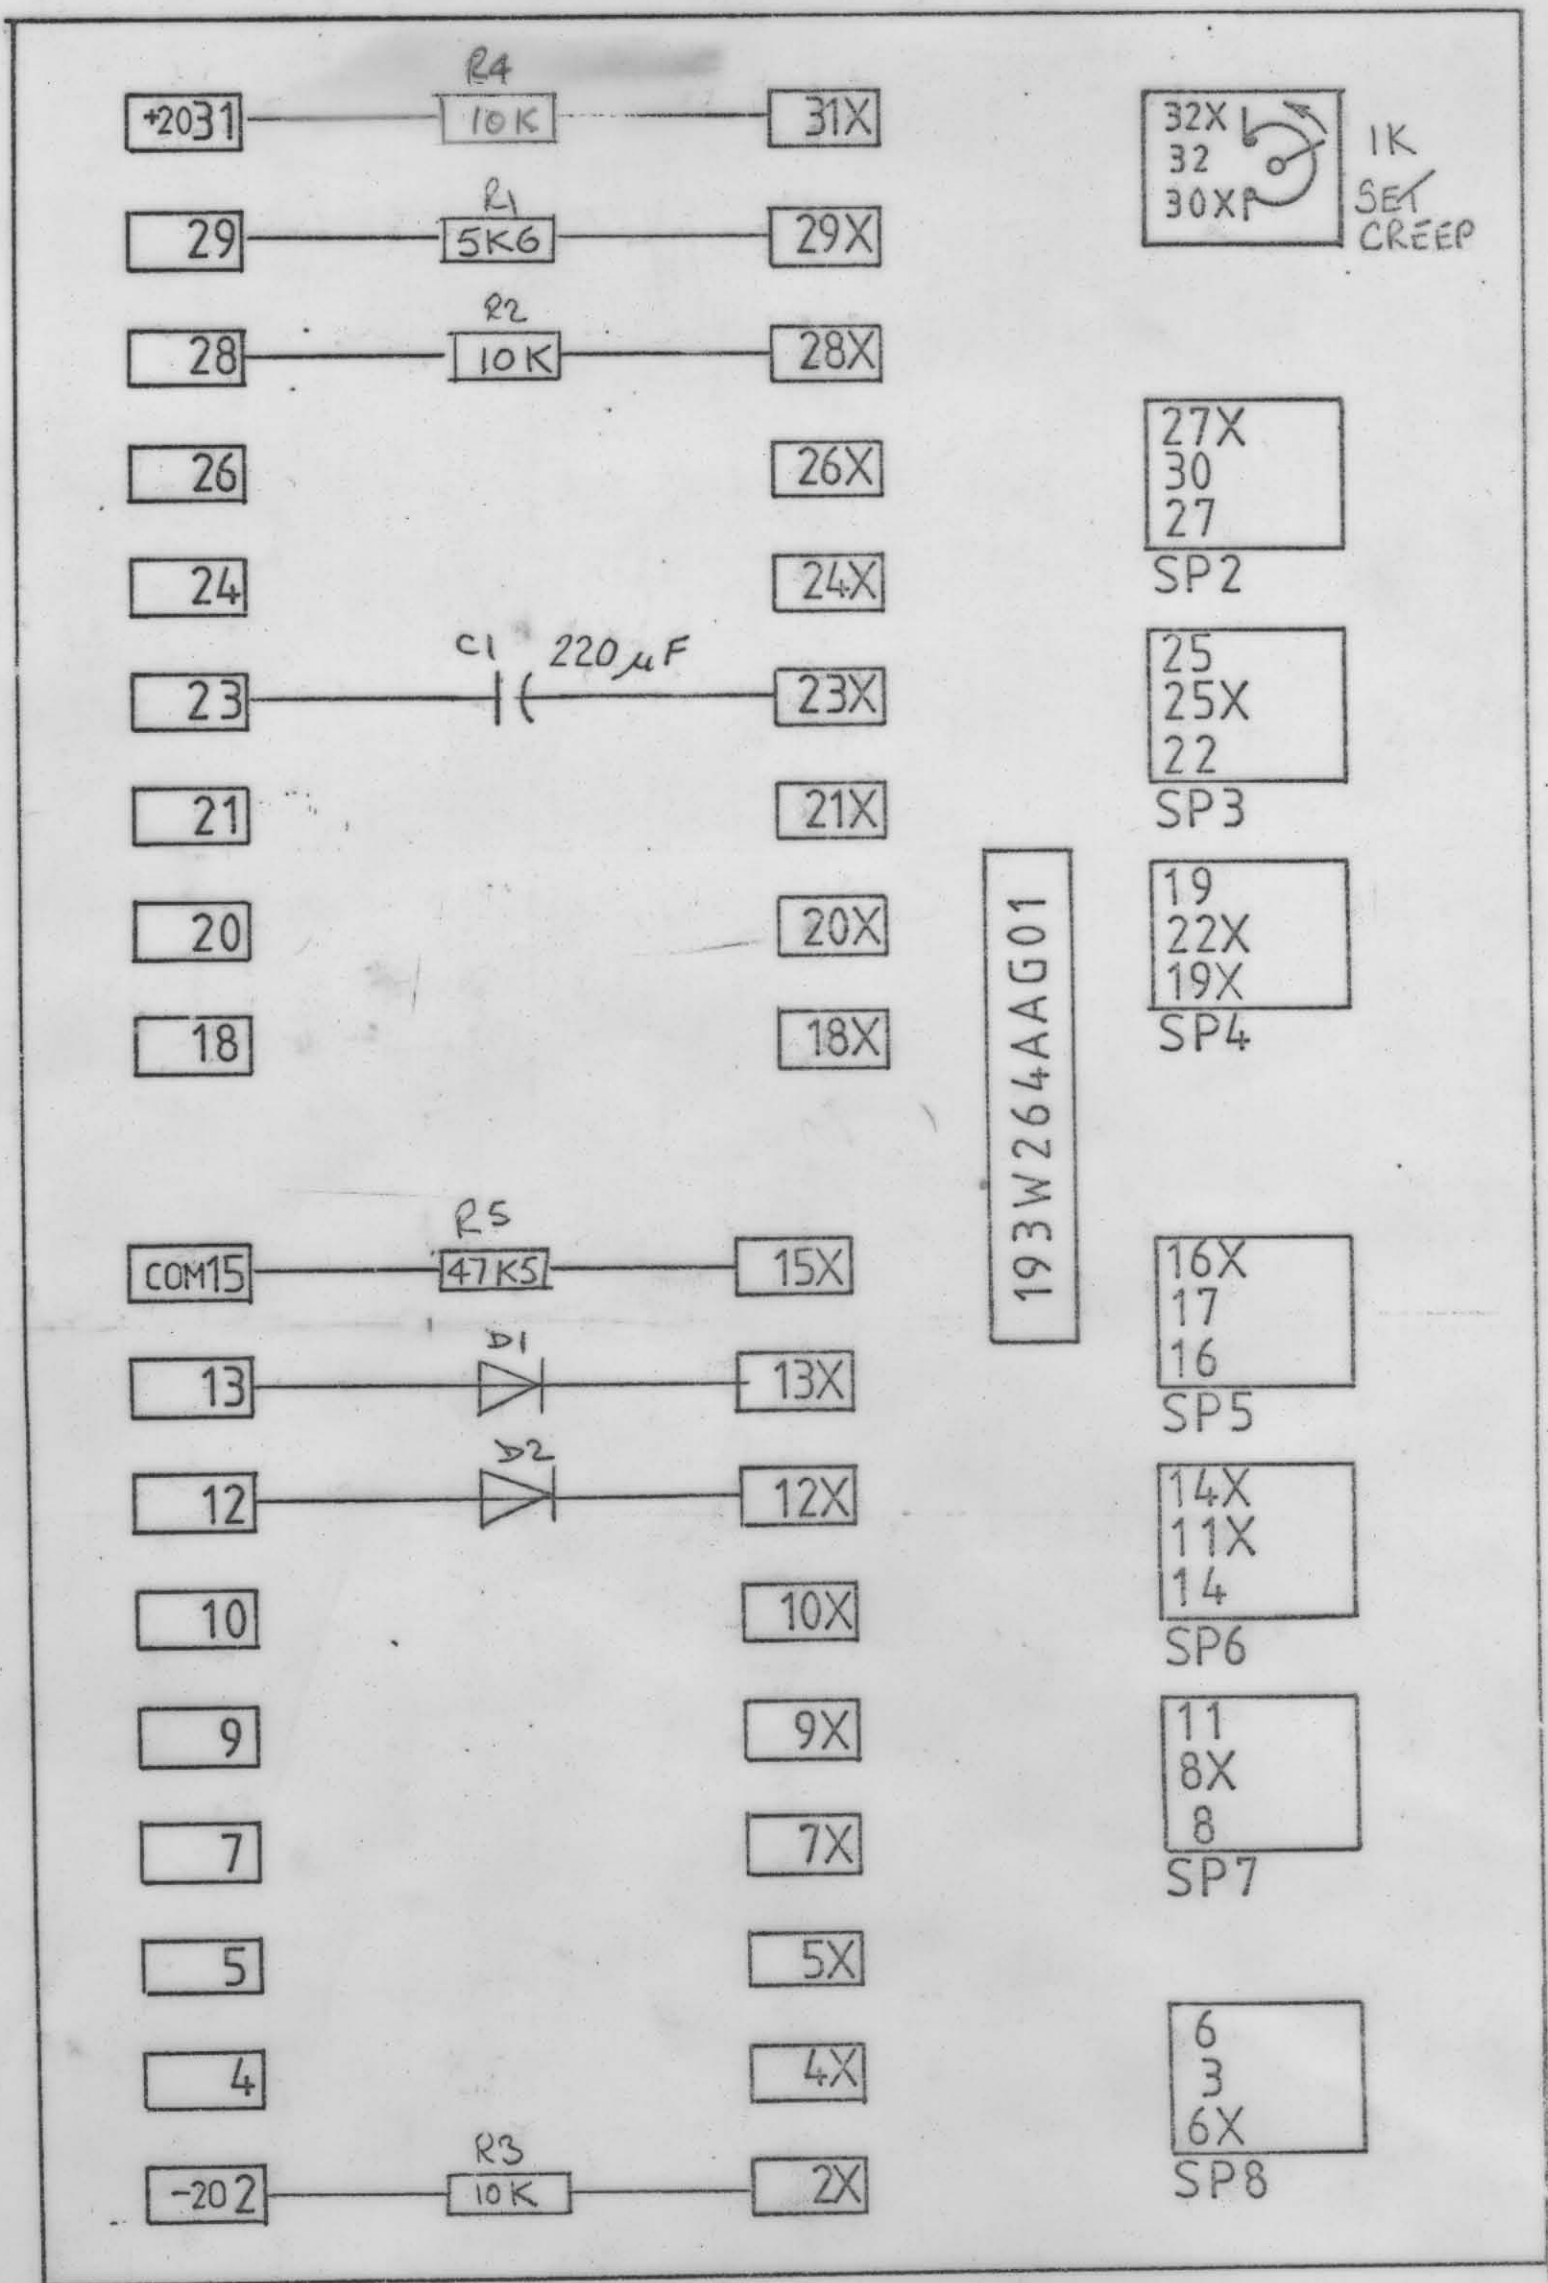 R4
+20 31
10K
31X
R1
29
5K6
29X
R2
28
10K
28X
26
26X
24
24X
C1
220 µF
23
23X
21
21X
20
20X
18
18X
R5
COM15
47K5
15X
D1
13
13X
D2
12
12X
10
10X
9
9X
7
7X
5
5X
4
4X
R3
-20 2
10K
2X
193W264AAG01
32X
32
30X
1K
SET
CREEP
27X
30
27
SP2
25
25X
22
SP3
19
22X
19X
SP4
16X
17
16
SP5
14X
11X
14
SP6
11
8X
8
SP7
6
3
6X
SP8